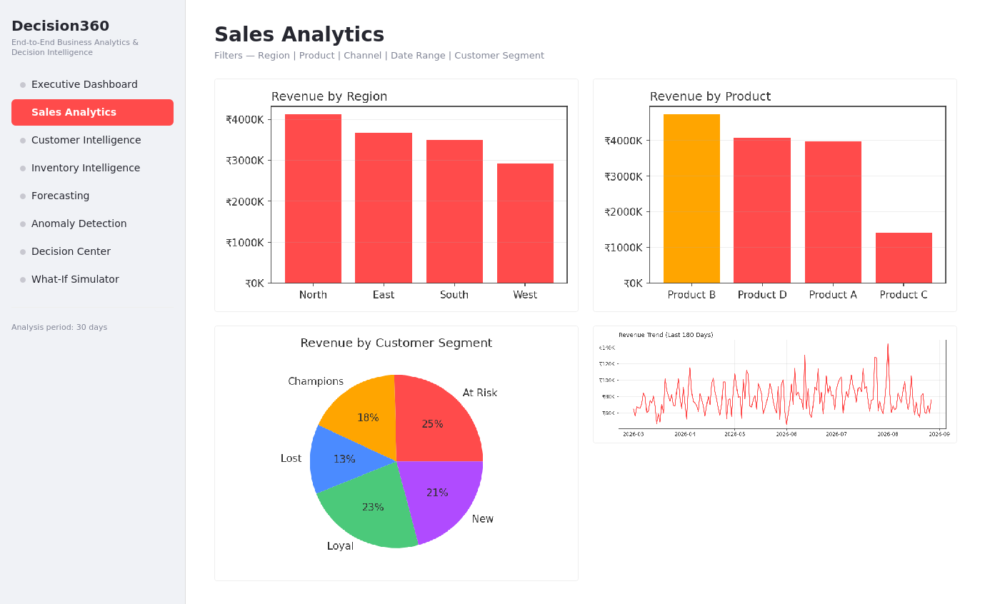 Decision360
End-to-End Business Analytics &
Decision Intelligence
Executive Dashboard
Sales Analytics
Customer Intelligence
Inventory Intelligence
Forecasting
Anomaly Detection
Decision Center
What-If Simulator
Analysis period: 30 days
Sales Analytics
Filters — Region | Product | Channel | Date Range | Customer Segment
Revenue by Region
₹4000K
₹3000K
₹2000K
₹1000K
₹0K
North East South West
Revenue by Product
₹4000K
₹3000K
₹2000K
₹1000K
₹0K
Product B Product D Product A Product C
Revenue by Customer Segment
Champions
At Risk
18%
25%
Lost
13%
21%
23%
New
Loyal
Revenue Trend (Last 180 Days)
₹140K
₹120K
₹100K
₹80K
₹60K
2026-03 2026-04 2026-05 2026-06 2026-07 2026-08 2026-09